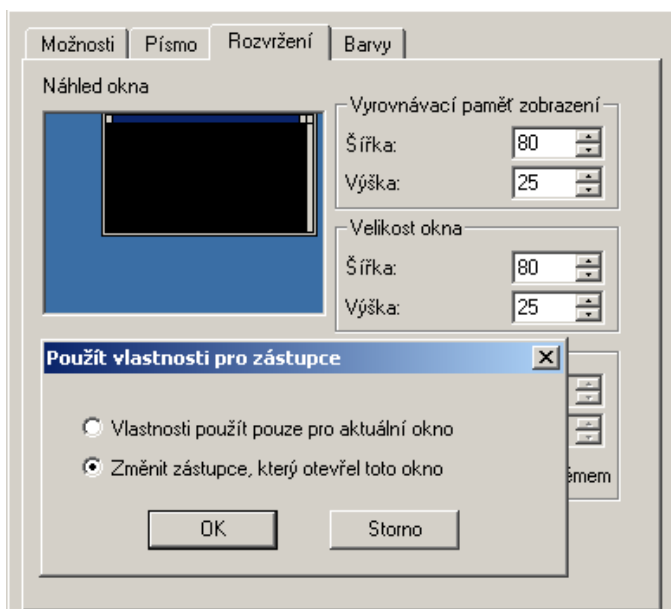 Možnosti Písmo Rozvržení Barvy
Náhled okna
Vyrovnávací paměť zobrazení
Šířka: 80
Výška: 25
Velikost okna
Šířka: 80
Výška: 25
Použít vlastnosti pro zástupce
Vlastnosti použít pouze pro aktuální okno
Změnit zástupce, který otevřel toto okno
OK Storno